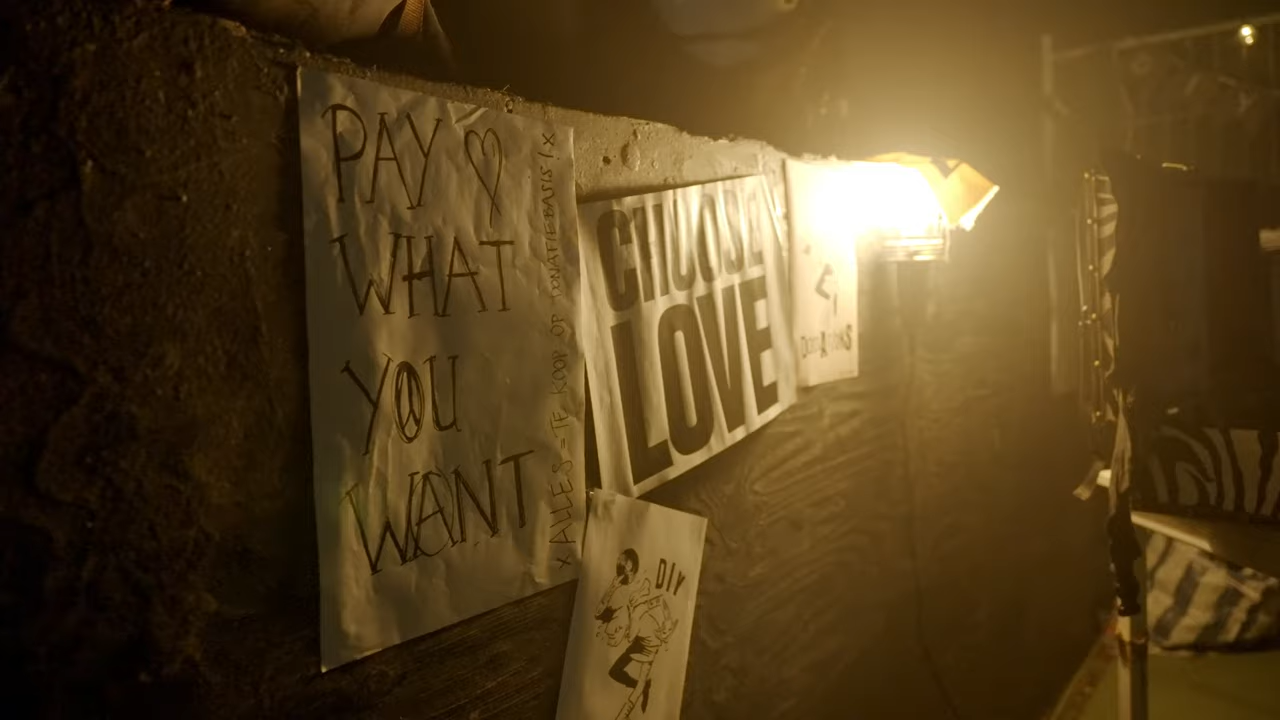 PAY
WHAT
YOU
WANT
x ALLES = TE KOOP OP DONATIEBASIS! x
CHOOSE
LOVE
DIY